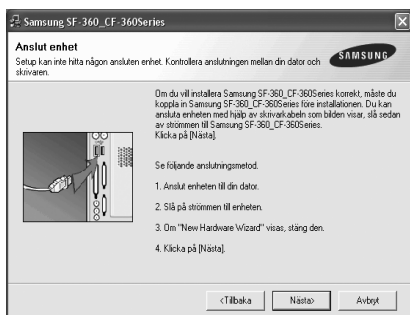 Samsung SF-360_CF-360Series
Anslut enhet
Setup kan inte hitta någon ansluten enhet. Kontrollera anslutningen mellan din dator och
skrivaren.
SAMSUNG
Om du vill installera Samsung SF-360_CF-360Series korrekt, måste du
koppla in Samsung SF-360_CF-360Series före installationen. Du kan
ansluta enheten med hjälp av skrivarkabeln som bilden visar, slå sedan
av strömmen till Samsung SF-360_CF-360Series.
Klicka på [Nästa].
Se följande anslutningsmetod.
1. Anslut enheten till din dator.
2. Slå på strömmen till enheten.
3. Om "New Hardware Wizard" visas, stäng den.
4. Klicka på [Nästa].
<Tilbaka
Nästa>
Avbryt